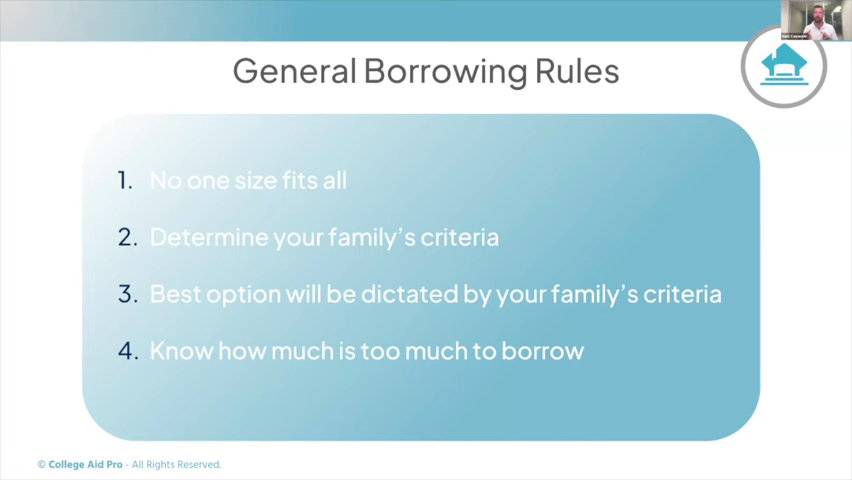 General Borrowing Rules
1. No one size fits all
2. Determine your family's criteria
3. Best option will be dictated by your family's criteria
4. Know how much is too much to borrow
© College Aid Pro - All Rights Reserved.